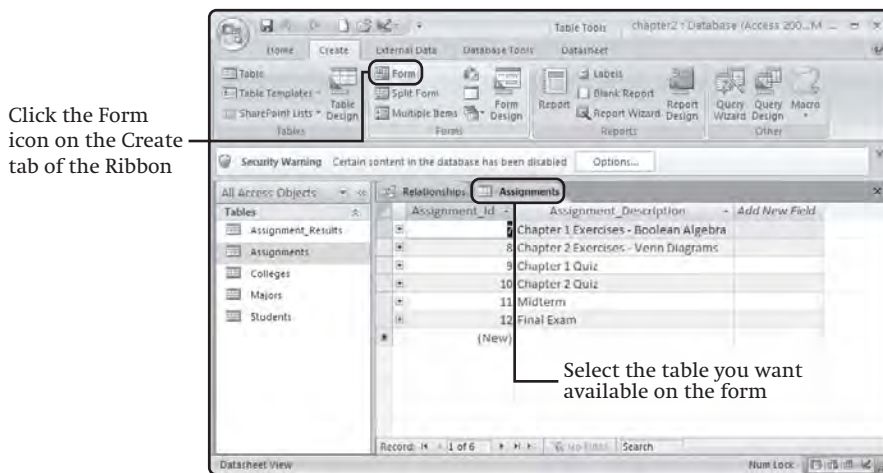 Click the Form
icon on the Create
tab of the Ribbon
Table Tools chapter2 : Database (Access 200...M
Home Create External Data Database Tools Datasheet
Table
Table Templates
SharePoint Lists
Table
Design
Tables
Form
Split Form
Multiple Items
Form
Design
Forms
Report
Labels
Blank Report
Report Wizard
Report
Design
Reports
Query
Wizard
Query
Design
Macro
Other
Security Warning Certain content in the database has been disabled Options...
All Access Objects
Relationships Assignments
Tables
Assignment_Results
Assignments
Colleges
Majors
Students
Assignment_Id Assignment_Description Add New Field
7 Chapter 1 Exercises - Boolean Algebra
8 Chapter 2 Exercises - Venn Diagrams
9 Chapter 1 Quiz
10 Chapter 2 Quiz
11 Midterm
12 Final Exam
(New)
Select the table you want
available on the form
Record: 1 of 6 No Filter Search
Datasheet View Num Lock